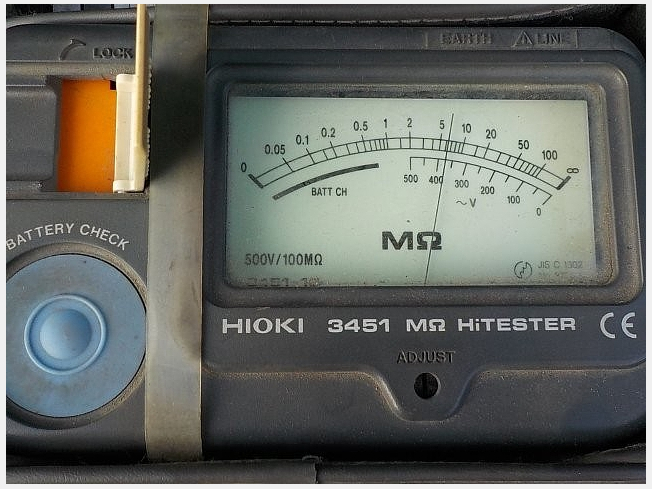 LOCK
EARTH LINE
0 0.05 0.1 0.2 0.5 1 2 5 10 20 50 100 ∞
500 400 300 200 100 0
BATT CH
~V
MΩ
500V/100MΩ
JIS C 1302
BATTERY CHECK
HIOKI 3451 MΩ HiTESTER CE
ADJUST